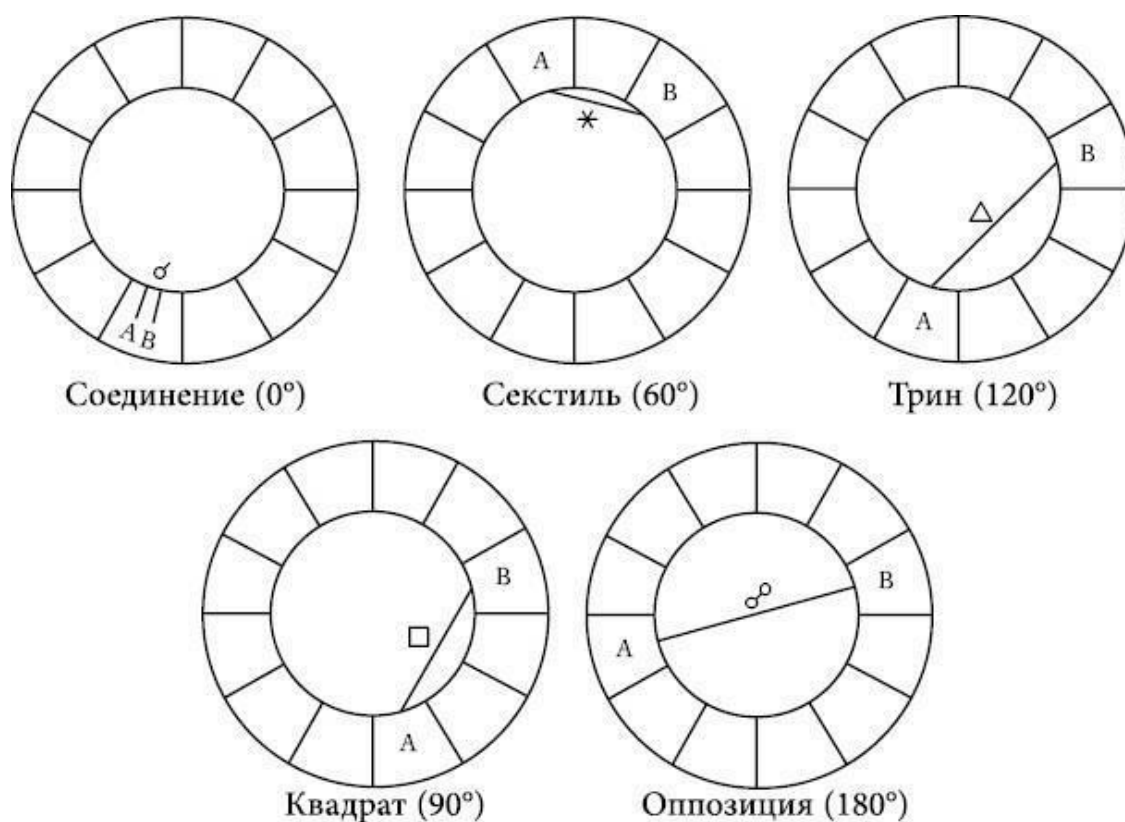 A
B
A B
B
A
Соединение (0°)
Секстиль (60°)
Трин (120°)
B
A
B
A
Квадрат (90°)
Оппозиция (180°)